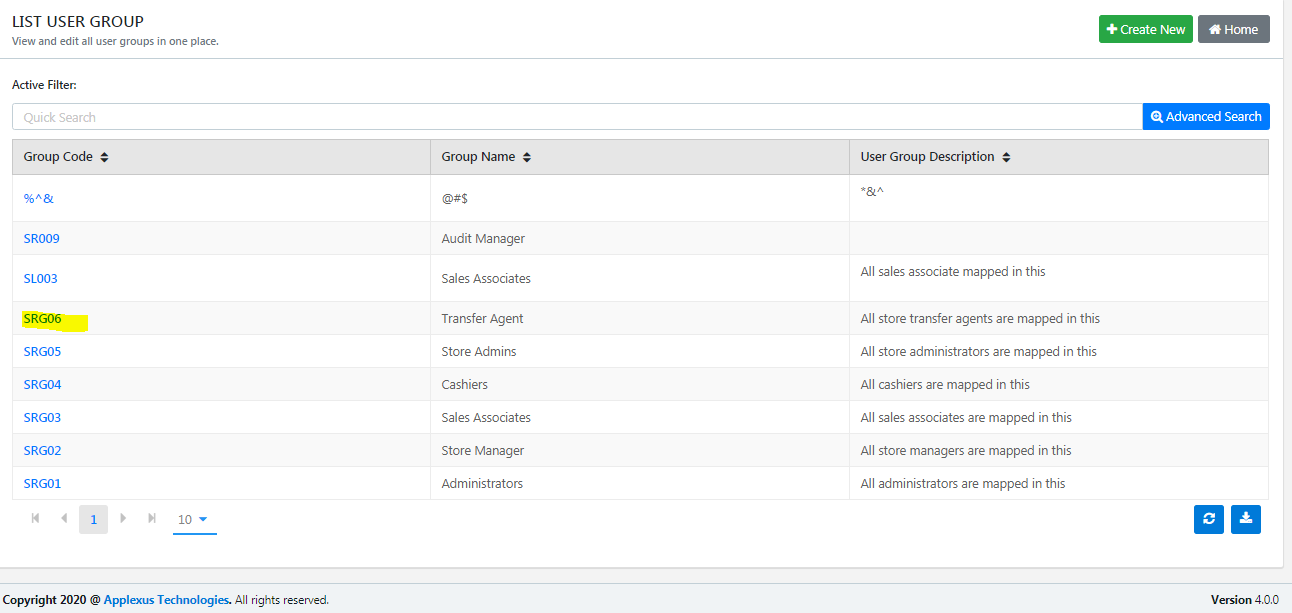 LIST USER GROUP
View and edit all user groups in one place.
Create New Home
Active Filter:
Quick Search Advanced Search
Group Code Group Name User Group Description
%^& @#$ *&^
SR009 Audit Manager
SL003 Sales Associates All sales associate mapped in this
SRG06 Transfer Agent All store transfer agents are mapped in this
SRG05 Store Admins All store administrators are mapped in this
SRG04 Cashiers All cashiers are mapped in this
SRG03 Sales Associates All sales associates are mapped in this
SRG02 Store Manager All store managers are mapped in this
SRG01 Administrators All administrators are mapped in this
1 10
Copyright 2020 @ Applexus Technologies. All rights reserved. Version 4.0.0